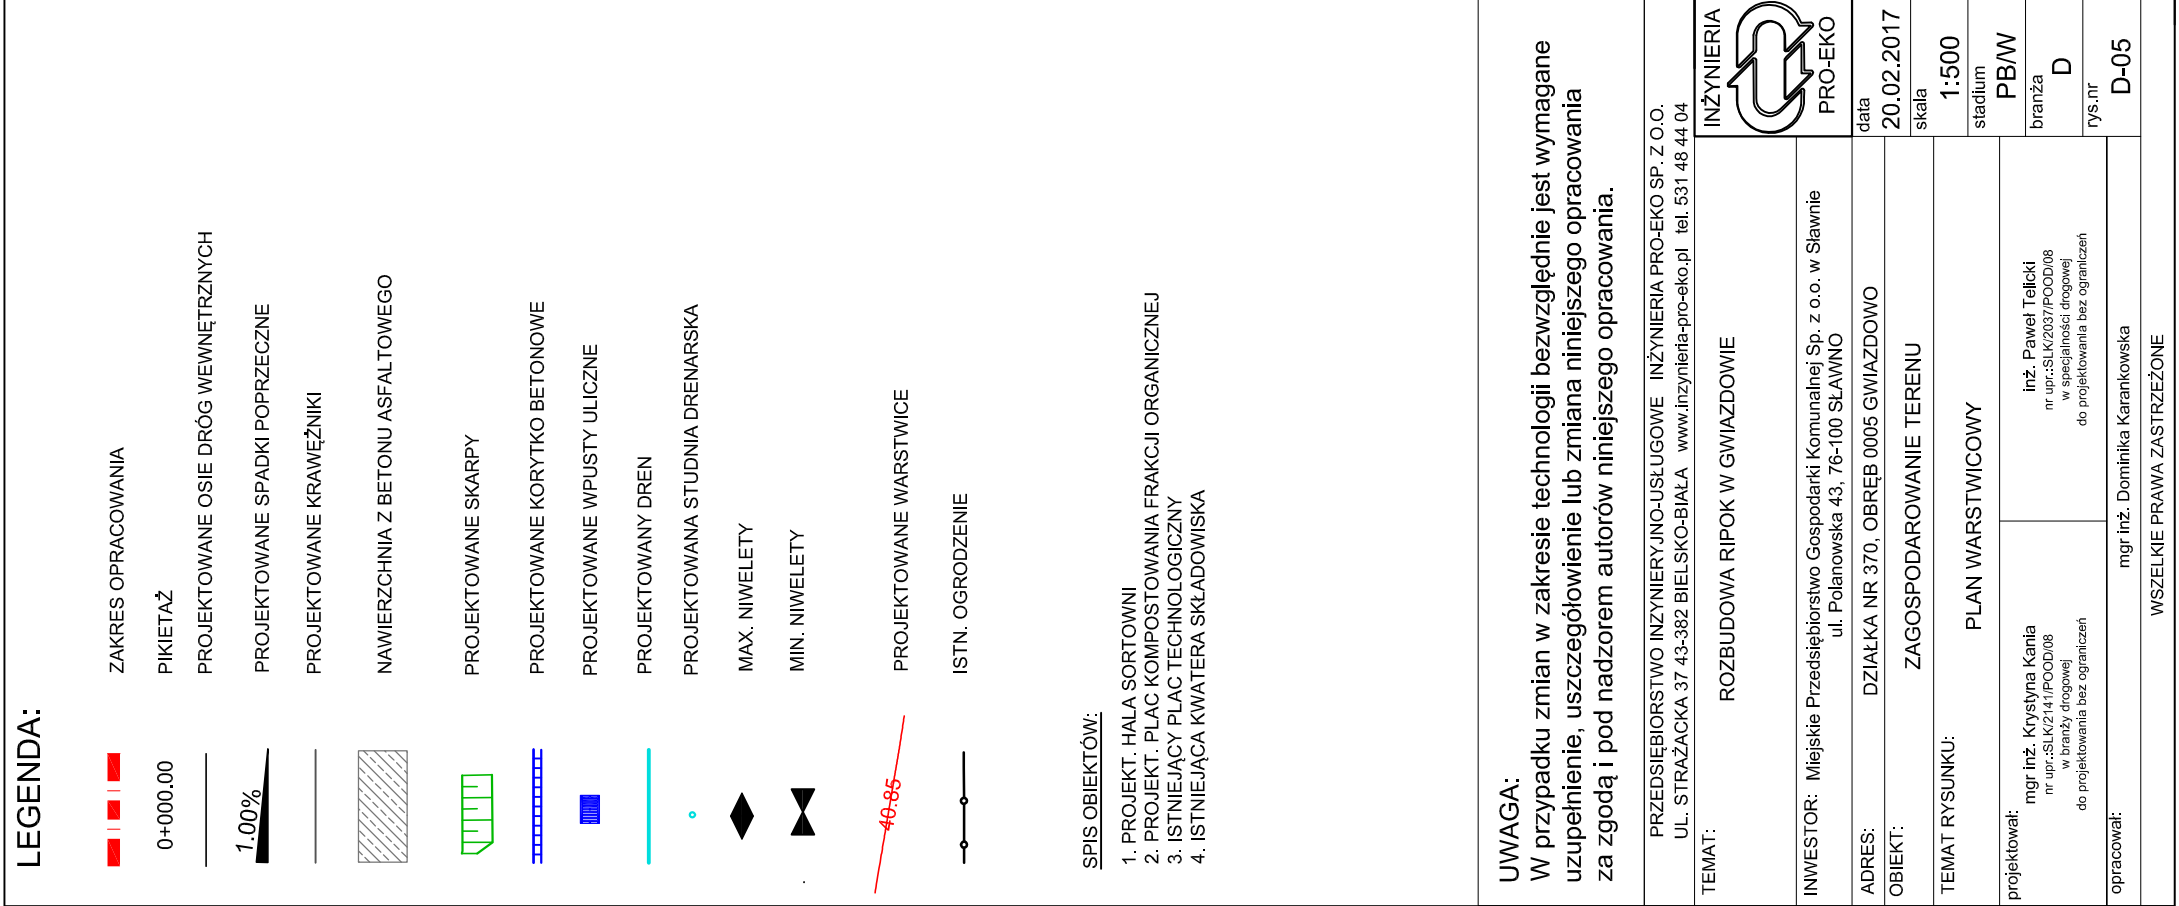 LEGENDA:
ZAKRES OPRACOWANIA
0+000.00 PIKIETAŻ
PROJEKTOWANE OSIE DRÓG WEWNĘTRZNYCH
1.00% PROJEKTOWANE SPADKI POPRZECZNE
PROJEKTOWANE KRAWĘŻNIKI
NAWIERZCHNIA Z BETONU ASFALTOWEGO
PROJEKTOWANE SKARPY
PROJEKTOWANE KORYTKO BETONOWE
PROJEKTOWANE WPUSTY ULICZNE
PROJEKTOWANY DREN
PROJEKTOWANA STUDNIA DRENARSKA
MAX. NIWELETY
MIN. NIWELETY
40.85 PROJEKTOWANE WARSTWICE
ISTN. OGRODZENIE
SPIS OBIEKTÓW:
1. PROJEKT. HALA SORTOWNI
2. PROJEKT. PLAC KOMPOSTOWANIA FRAKCJI ORGANICZNEJ
3. ISTNIEJĄCY PLAC TECHNOLOGICZNY
4. ISTNIEJĄCA KWATERA SKŁADOWISKA
UWAGA:
W przypadku zmian w zakresie technologii bezwzględnie jest wymagane
uzupełnienie, uszczegółowienie lub zmiana niniejszego opracowania
za zgodą i pod nadzorem autorów niniejszego opracowania.
PRZEDSIĘBIORSTWO INŻYNIERYJNO-USŁUGOWE INŻYNIERIA PRO-EKO SP. Z O.O.
UL. STRAŻACKA 37 43-382 BIELSKO-BIAŁA www.inzynieria-pro-eko.pl tel. 531 48 44 04
TEMAT:
ROZBUDOWA RIPOK W GWIAZDOWIE
INŻYNIERIA
PRO-EKO
INWESTOR: Miejskie Przedsiębiorstwo Gospodarki Komunalnej Sp. z o.o. w Sławnie
ul. Polanowska 43, 76-100 SŁAWNO
ADRES: DZIAŁKA NR 370, OBRĘB 0005 GWIAZDOWO
OBIEKT: ZAGOSPODAROWANIE TERENU
TEMAT RYSUNKU:
PLAN WARSTWICOWY
data
20.02.2017
skala
1:500
stadium
PB/W
branża
D
rys.nr
D-05
projektował:
mgr inż. Krystyna Kania
nr upr.:SLK/2141/POOD/08
w branży drogowej
do projektowania bez ograniczeń
inż. Paweł Telicki
nr upr.:SLK/2037/POOD/08
w specjalności drogowej
do projektowania bez ograniczeń
opracował: mgr inż. Dominika Karankowska
WSZELKIE PRAWA ZASTRZEŻONE